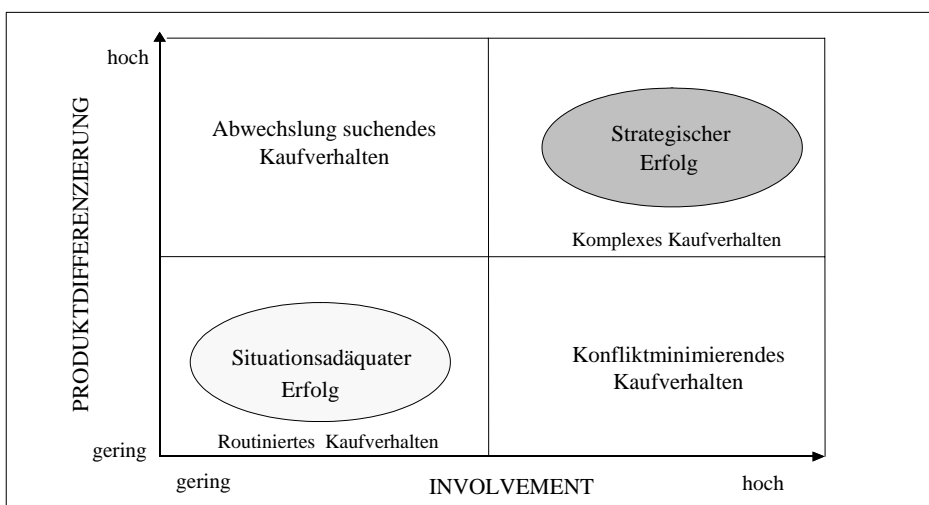 hoch
PRODUKTDIFFERENZIERUNG
Abwechslung suchendes
Kaufverhalten
Strategischer
Erfolg
Komplexes Kaufverhalten
Situationsadäquater
Erfolg
Routiniertes Kaufverhalten
Konfliktminimierendes
Kaufverhalten
gering
gering
INVOLVEMENT
hoch